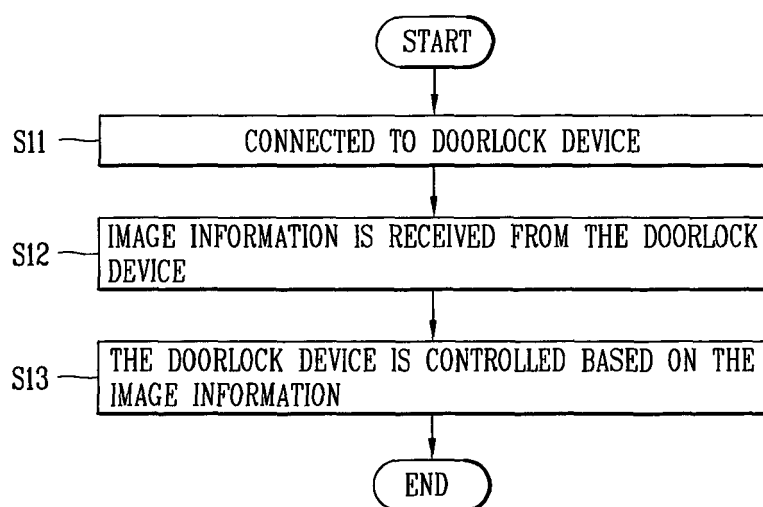 START
S11
CONNECTED TO DOORLOCK DEVICE
S12
IMAGE INFORMATION IS RECEIVED FROM THE DOORLOCK
DEVICE
S13
THE DOORLOCK DEVICE IS CONTROLLED BASED ON THE
IMAGE INFORMATION
END